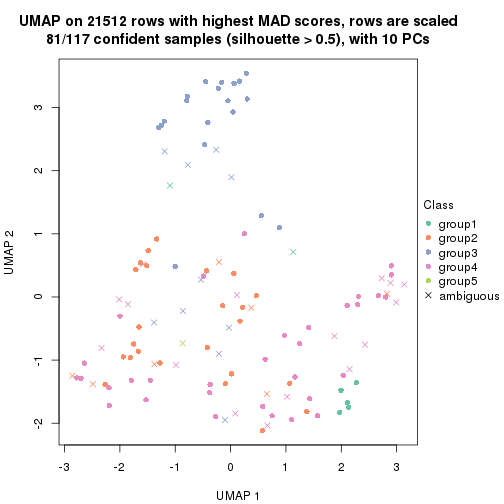 UMAP on 21512 rows with highest MAD scores, rows are scaled
81/117 confident samples (silhouette > 0.5), with 10 PCs
3
2
1
0
-1
-2
UMAP 2
-3
-2
-1
0
1
2
3
UMAP 1
Class
group1
group2
group3
group4
group5
ambiguous